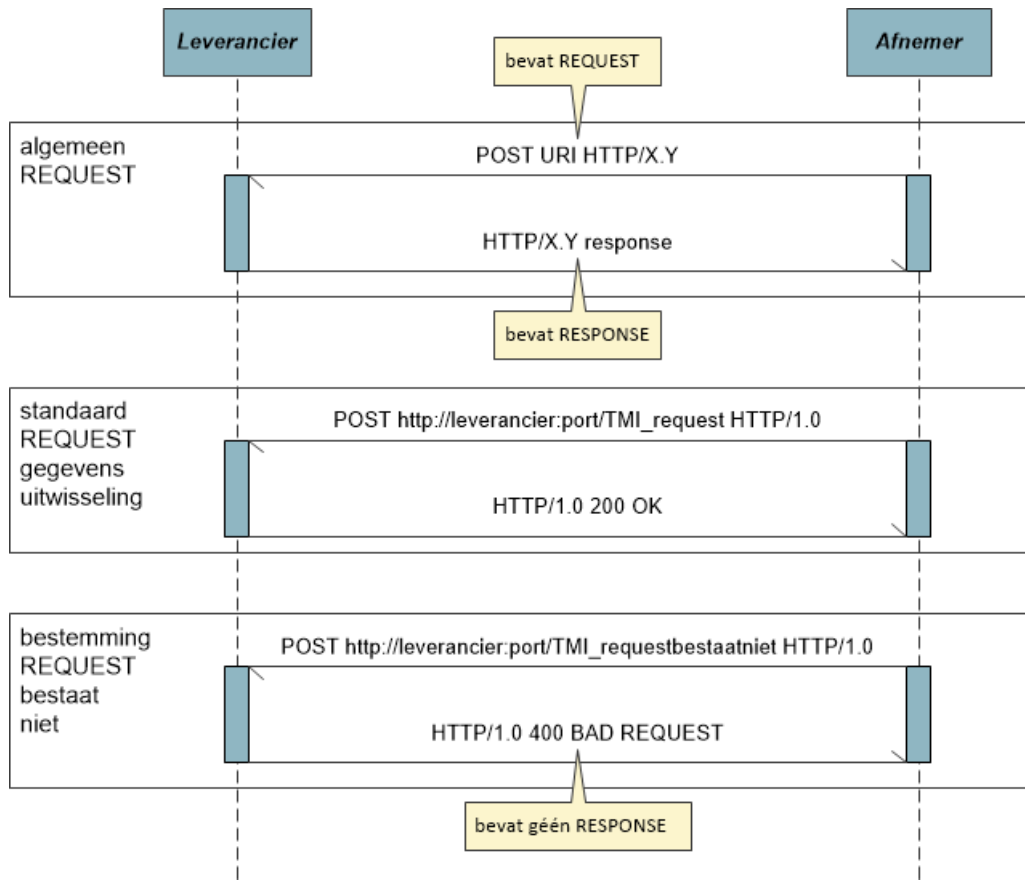 Leverancier
Afnemer
bevat REQUEST
algemeen
REQUEST
POST URI HTTP/X.Y
HTTP/X.Y response
bevat RESPONSE
standaard
REQUEST
gegevens
uitwisseling
POST http://leverancier:port/TMI_request HTTP/1.0
HTTP/1.0 200 OK
bestemming
REQUEST
bestaat
niet
POST http://leverancier:port/TMI_requestbestaatniet HTTP/1.0
HTTP/1.0 400 BAD REQUEST
bevat géén RESPONSE